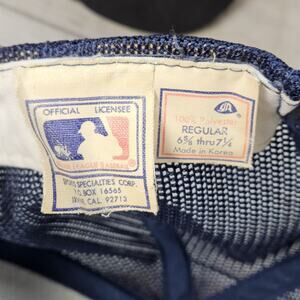 OFFICIAL LICENSEE
LEAGUE BASEBALL
SPORTS SPECIALTIES CORP.
P.O. BOX 16565
IRVINE, CAL. 92713
100% Polyester
REGULAR
6⅝ thru 7¼
Made in Korea